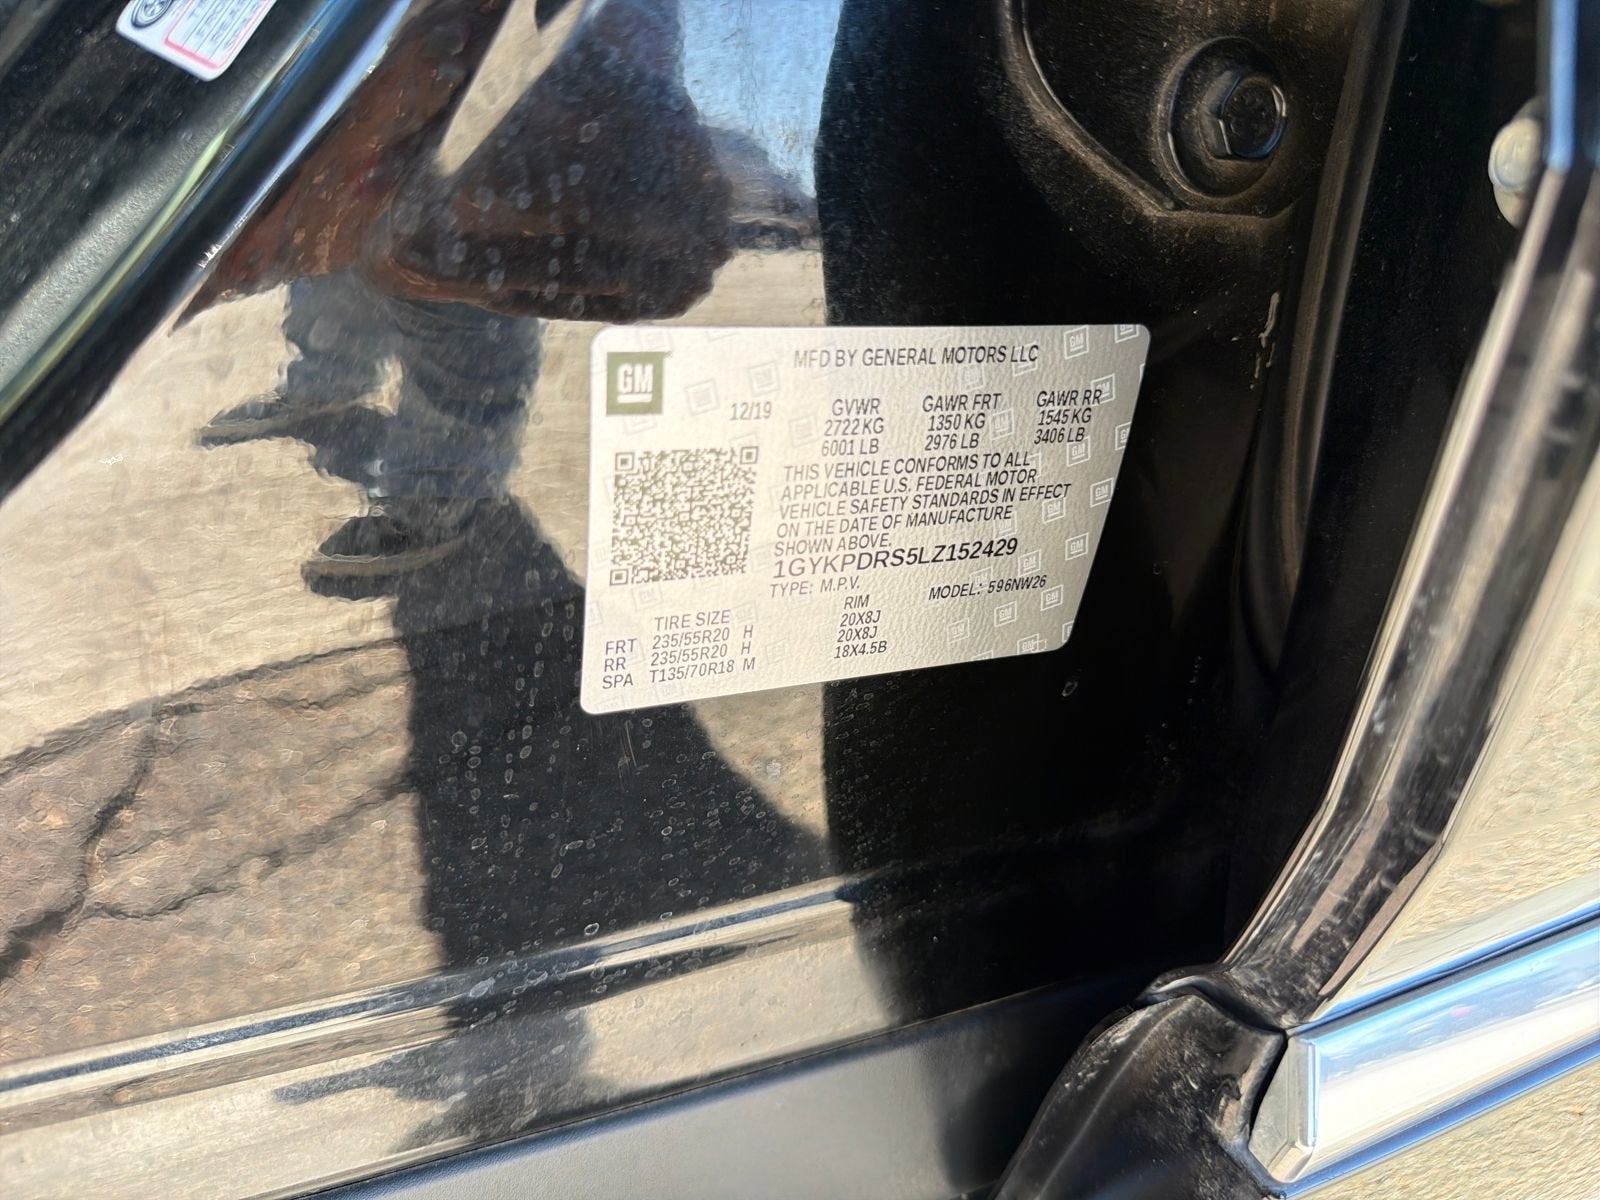 GM
MFD BY GENERAL MOTORS LLC
12/19
GVWR GAWR FRT GAWR RR
2722 KG 1350 KG 1545 KG
6001 LB 2976 LB 3406 LB
THIS VEHICLE CONFORMS TO ALL
APPLICABLE U.S. FEDERAL MOTOR
VEHICLE SAFETY STANDARDS IN EFFECT
ON THE DATE OF MANUFACTURE
SHOWN ABOVE.
1GYKPDRS5LZ152429
TYPE: M.P.V. MODEL: 596NW26
TIRE SIZE RIM
FRT 235/55R20 H 20X8J
RR 235/55R20 H 20X8J
SPA T135/70R18 M 18X4.5B